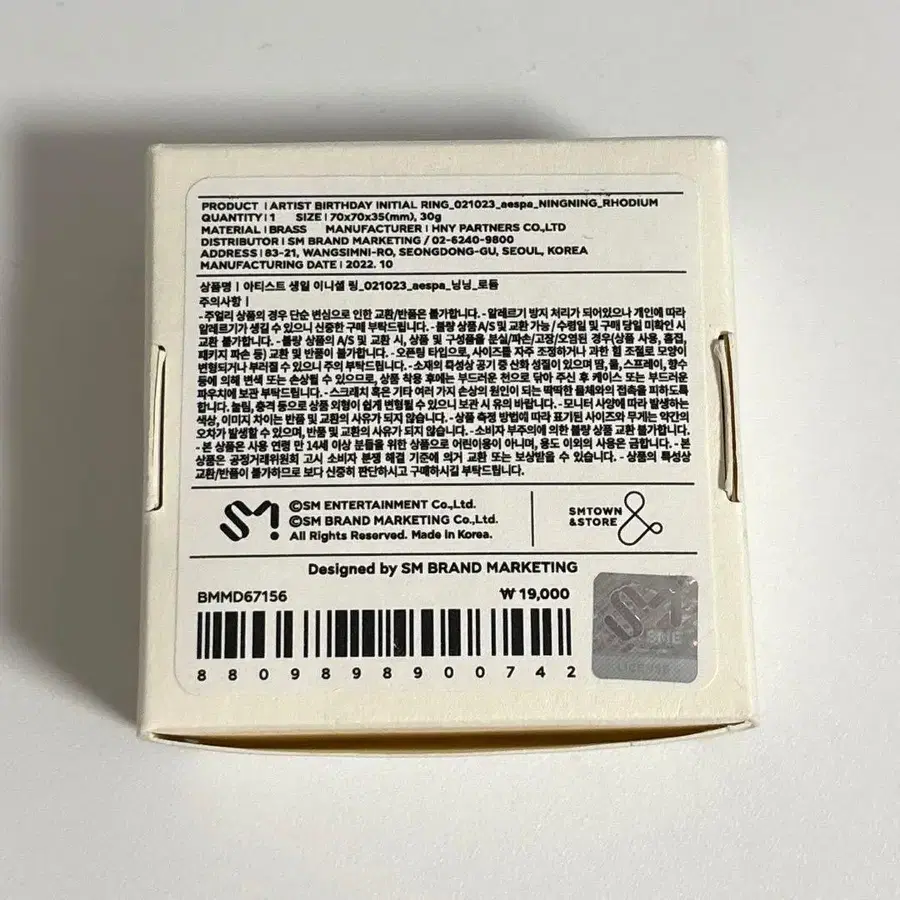 PRODUCT | ARTIST BIRTHDAY INITIAL RING_021023_aespa_NINGNING_RHODIUM
QUANTITY | 1 SIZE | 70x70x35(mm), 30g
MATERIAL | BRASS MANUFACTURER | HNY PARTNERS CO.,LTD
DISTRIBUTOR | SM BRAND MARKETING / 02-6240-9800
ADDRESS | 83-21, WANGSIMNI-RO, SEONGDONG-GU, SEOUL, KOREA
MANUFACTURING DATE | 2022. 10
상품명 | 아티스트 생일 이니셜 링_021023_aespa_닝닝_로듐
주의사항 |
- 주얼리 상품의 경우 단순 변심으로 인한 교환/반품은 불가합니다. - 알레르기 방지 처리가 되어있으나 개인에 따라
알레르기가 생길 수 있으니 신중한 구매 부탁드립니다. - 불량 상품 A/S 및 교환 가능 / 수령일 및 구매 당일 미확인 시
교환 불가합니다. - 불량 상품의 A/S 및 교환 시, 상품 및 구성품을 분실/파손/고장/오염된 경우(상품 사용, 흠집,
패키지 파손 등) 교환 및 반품이 불가합니다. - 오픈링 타입으로, 사이즈를 자주 조정하거나 과한 힘 조절로 모양이
변형되거나 부러질 수 있으니 주의 부탁드립니다. - 소재의 특성상 공기 중 산화 성질이 있으며 땀, 물, 스프레이, 향수
등에 의해 변색 또는 손상될 수 있으므로, 상품 착용 후에는 부드러운 천으로 닦아 주신 후 케이스 또는 부드러운
파우치에 보관 부탁드립니다. - 스크래치 혹은 기타 여러 가지 손상의 원인이 되는 딱딱한 물체와의 접촉을 피하도록
합니다. 눌림, 충격 등으로 상품 외형이 쉽게 변형될 수 있으니 보관 시 유의 바랍니다. - 모니터 사양에 따라 발생하는
색상, 이미지 차이는 반품 및 교환의 사유가 되지 않습니다. - 상품 측정 방법에 따라 표기된 사이즈와 무게는 약간의
오차가 발생할 수 있으며, 반품 및 교환의 사유가 되지 않습니다. - 소비자 부주의에 의한 불량 상품 교환 불가합니다.
- 본 상품은 사용 연령 만 14세 이상 분들을 위한 상품으로 어린이용이 아니며, 용도 이외의 사용은 금합니다. - 본
상품은 공정거래위원회 고시 소비자 분쟁 해결 기준에 의거 교환 또는 보상받을 수 있습니다. - 상품의 특성상
교환/반품이 불가하므로 보다 신중히 판단하시고 구매하시길 부탁드립니다.
SM
©SM ENTERTAINMENT Co.,Ltd.
©SM BRAND MARKETING Co.,Ltd.
All Rights Reserved. Made in Korea.
SMTOWN
&STORE
&
Designed by SM BRAND MARKETING
BMMD67156 ₩ 19,000
8809898900742
SM
SME
LICENSE